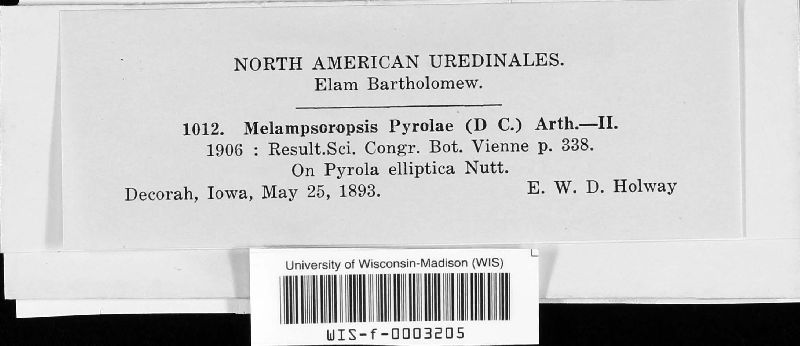 NORTH AMERICAN UREDINALES.
Elam Bartholomew.
1012. Melampsoropsis Pyrolae (D C.) Arth.—II.
1906 : Result.Sci. Congr. Bot. Vienne p. 338.
On Pyrola elliptica Nutt.
Decorah, Iowa, May 25, 1893. E. W. D. Holway
University of Wisconsin-Madison (WIS)
WIS-f-0003205